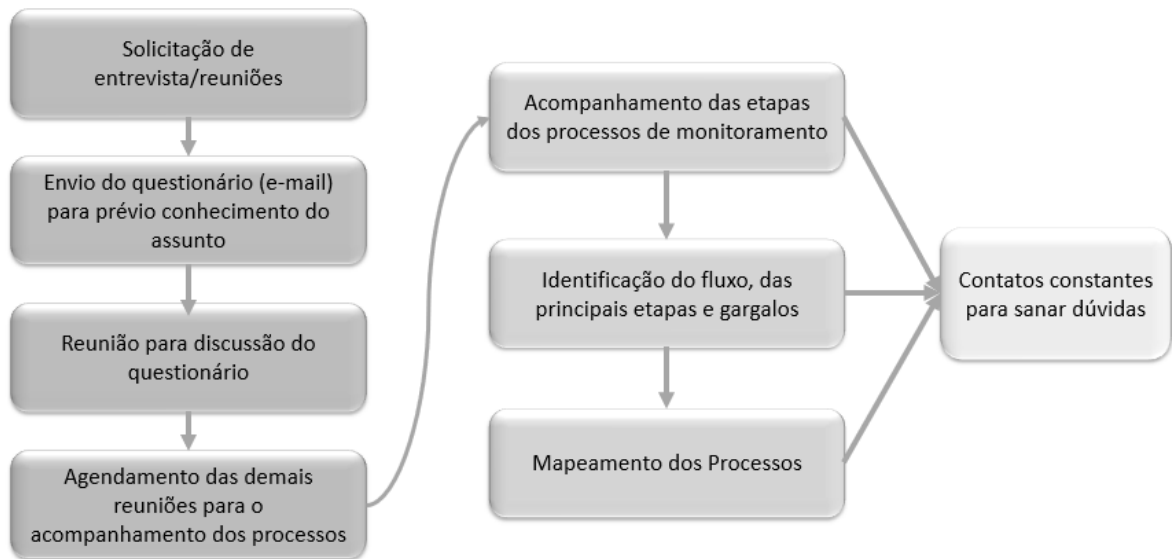 Solicitação de
entrevista/reuniões
Envio do questionário (e-mail)
para prévio conhecimento do
assunto
Reunião para discussão do
questionário
Agendamento das demais
reuniões para o
acompanhamento dos processos
Acompanhamento das etapas
dos processos de monitoramento
Identificação do fluxo, das
principais etapas e gargalos
Mapeamento dos Processos
Contatos constantes
para sanar dúvidas